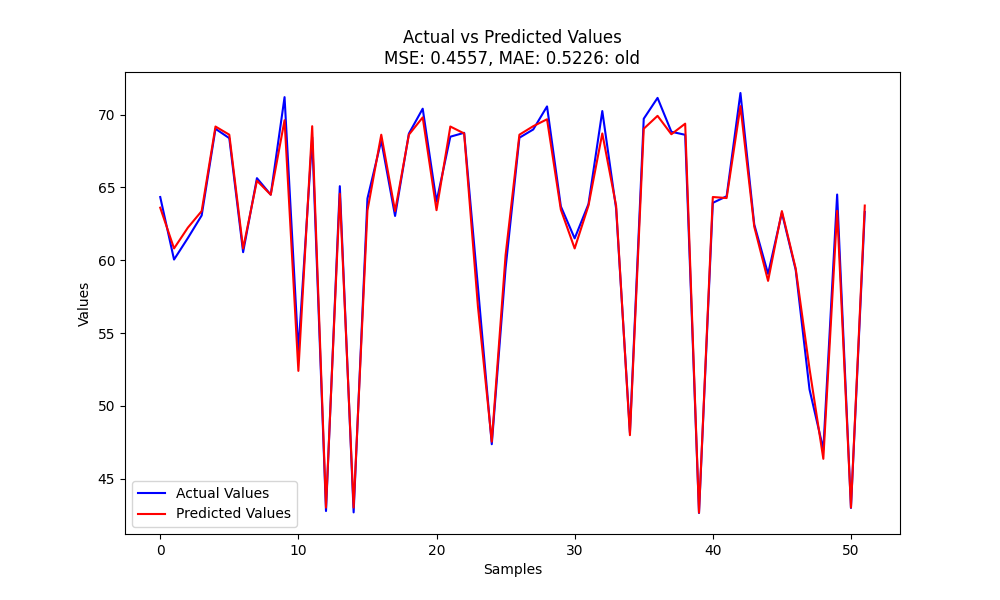 Actual vs Predicted Values
MSE: 0.4557, MAE: 0.5226: old
70
65
60
55
50
45
Values
Actual Values
Predicted Values
0 10 20 30 40 50
Samples